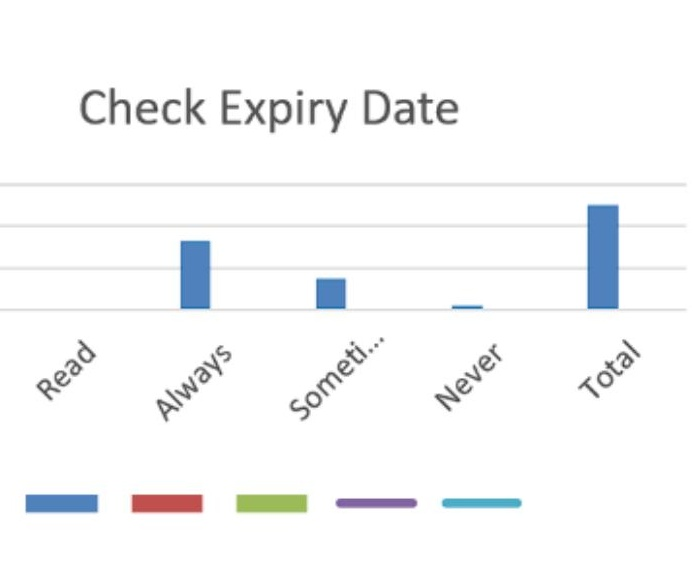 Check Expiry Date
Read
Always
Someti...
Never
Total